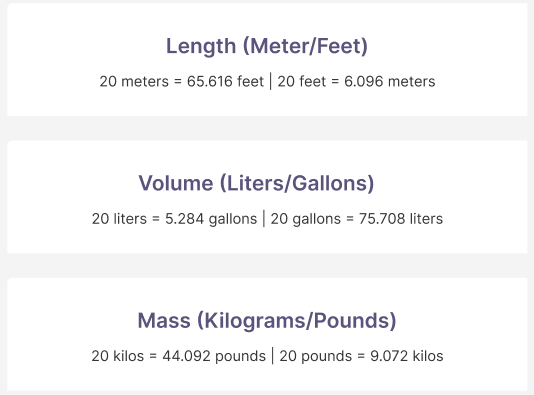 Length (Meter/Feet)
20 meters = 65.616 feet | 20 feet = 6.096 meters
Volume (Liters/Gallons)
20 liters = 5.284 gallons | 20 gallons = 75.708 liters
Mass (Kilograms/Pounds)
20 kilos = 44.092 pounds | 20 pounds = 9.072 kilos